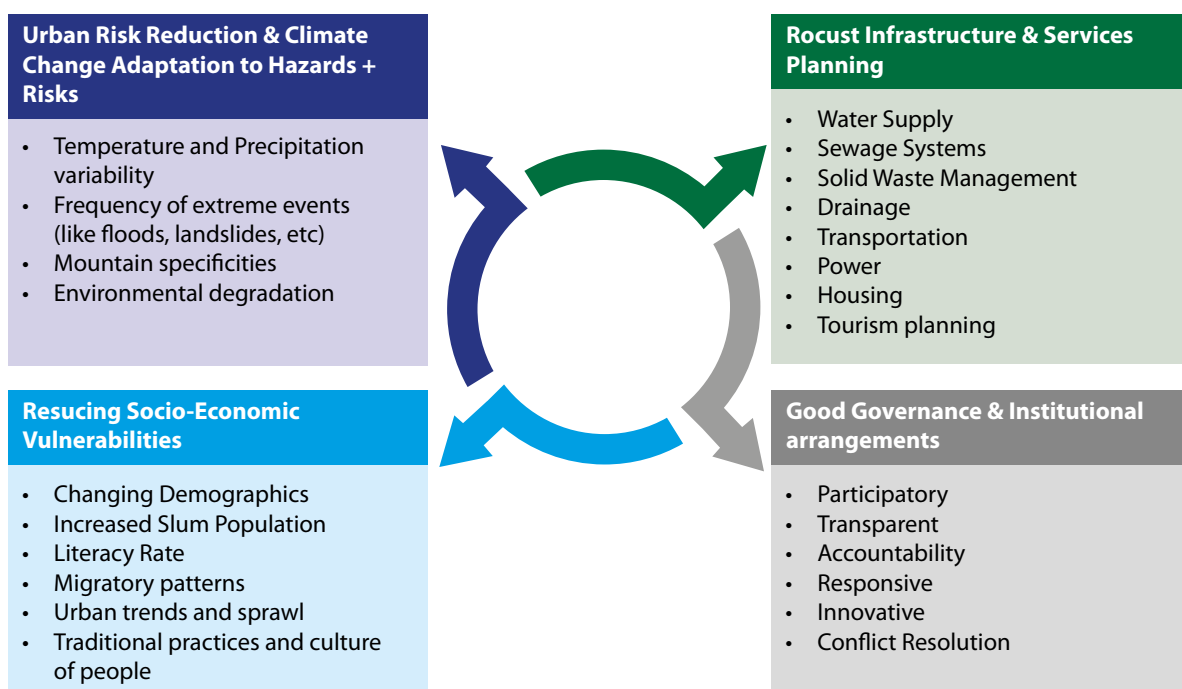 Urban Risk Reduction & Climate
Change Adaptation to Hazards +
Risks
• Temperature and Precipitation
variability
• Frequency of extreme events
(like floods, landslides, etc)
• Mountain specificities
• Environmental degradation
Rocust Infrastructure & Services
Planning
• Water Supply
• Sewage Systems
• Solid Waste Management
• Drainage
• Transportation
• Power
• Housing
• Tourism planning
Resucing Socio-Economic
Vulnerabilities
• Changing Demographics
• Increased Slum Population
• Literacy Rate
• Migratory patterns
• Urban trends and sprawl
• Traditional practices and culture
of people
Good Governance & Institutional
arrangements
• Participatory
• Transparent
• Accountability
• Responsive
• Innovative
• Conflict Resolution